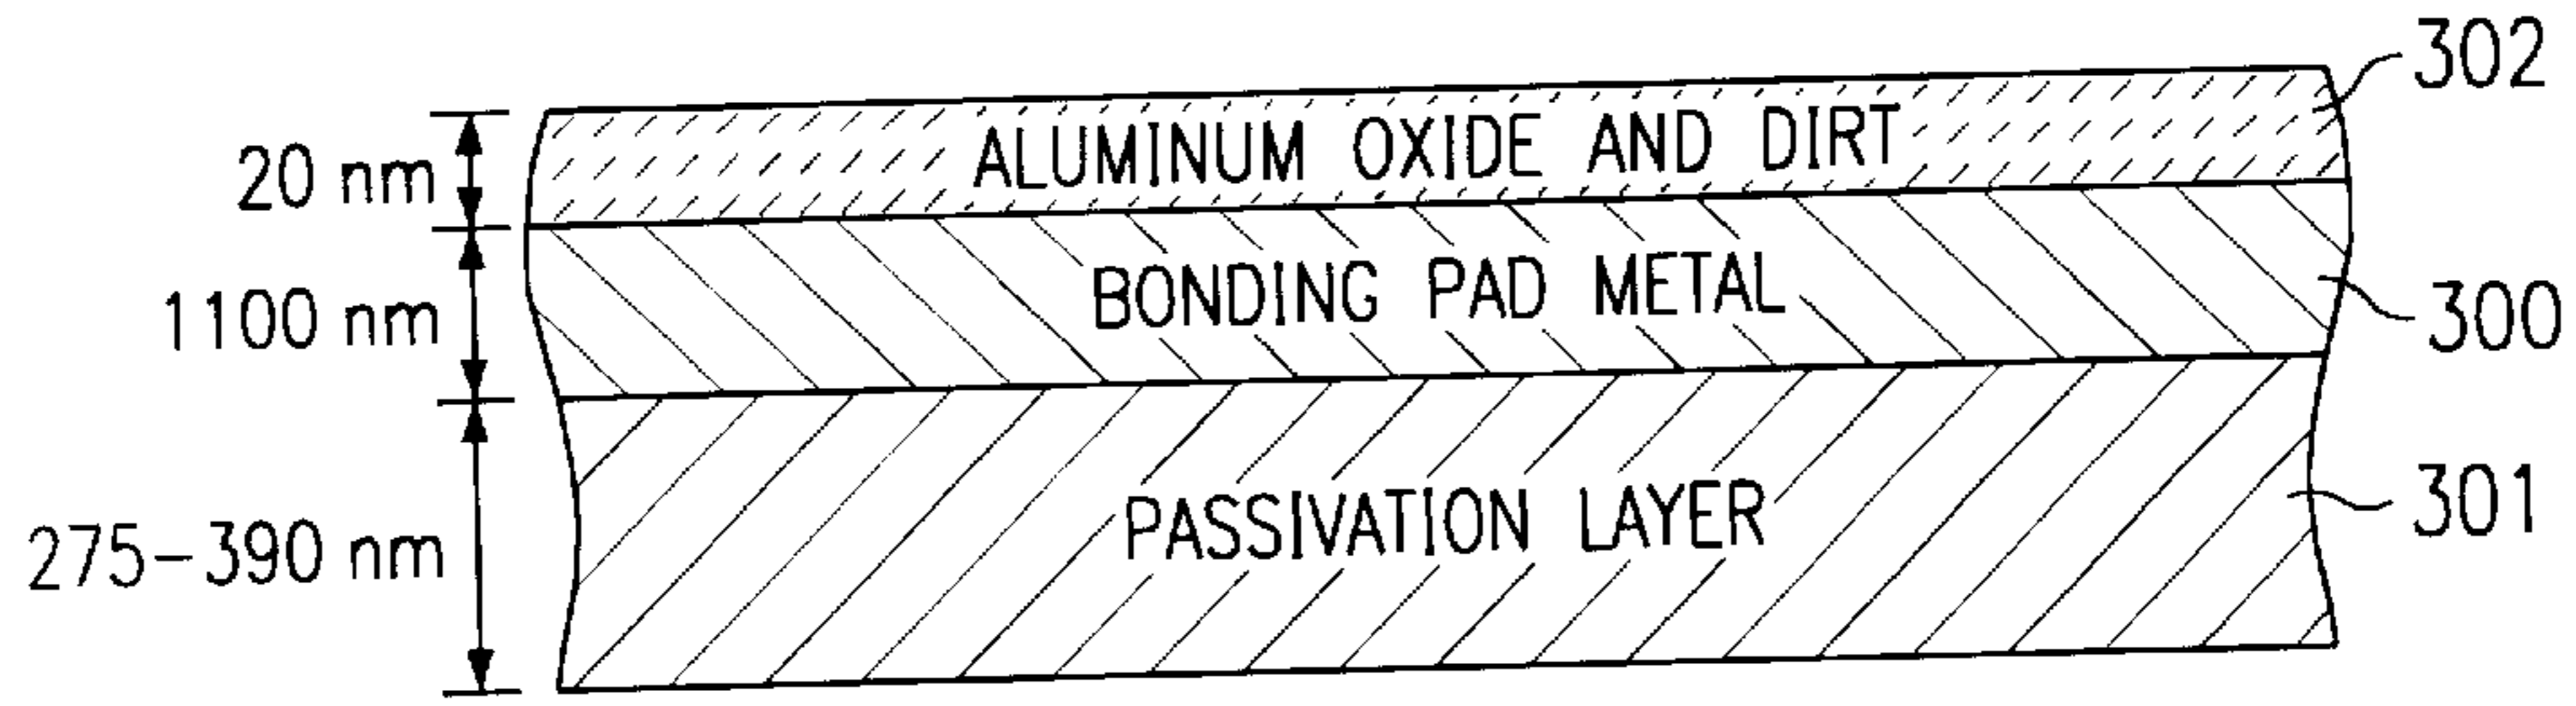 302
20 nm
ALUMINUM OXIDE AND DIRT
1100 nm
BONDING PAD METAL
300
275-390 nm
PASSIVATION LAYER
301